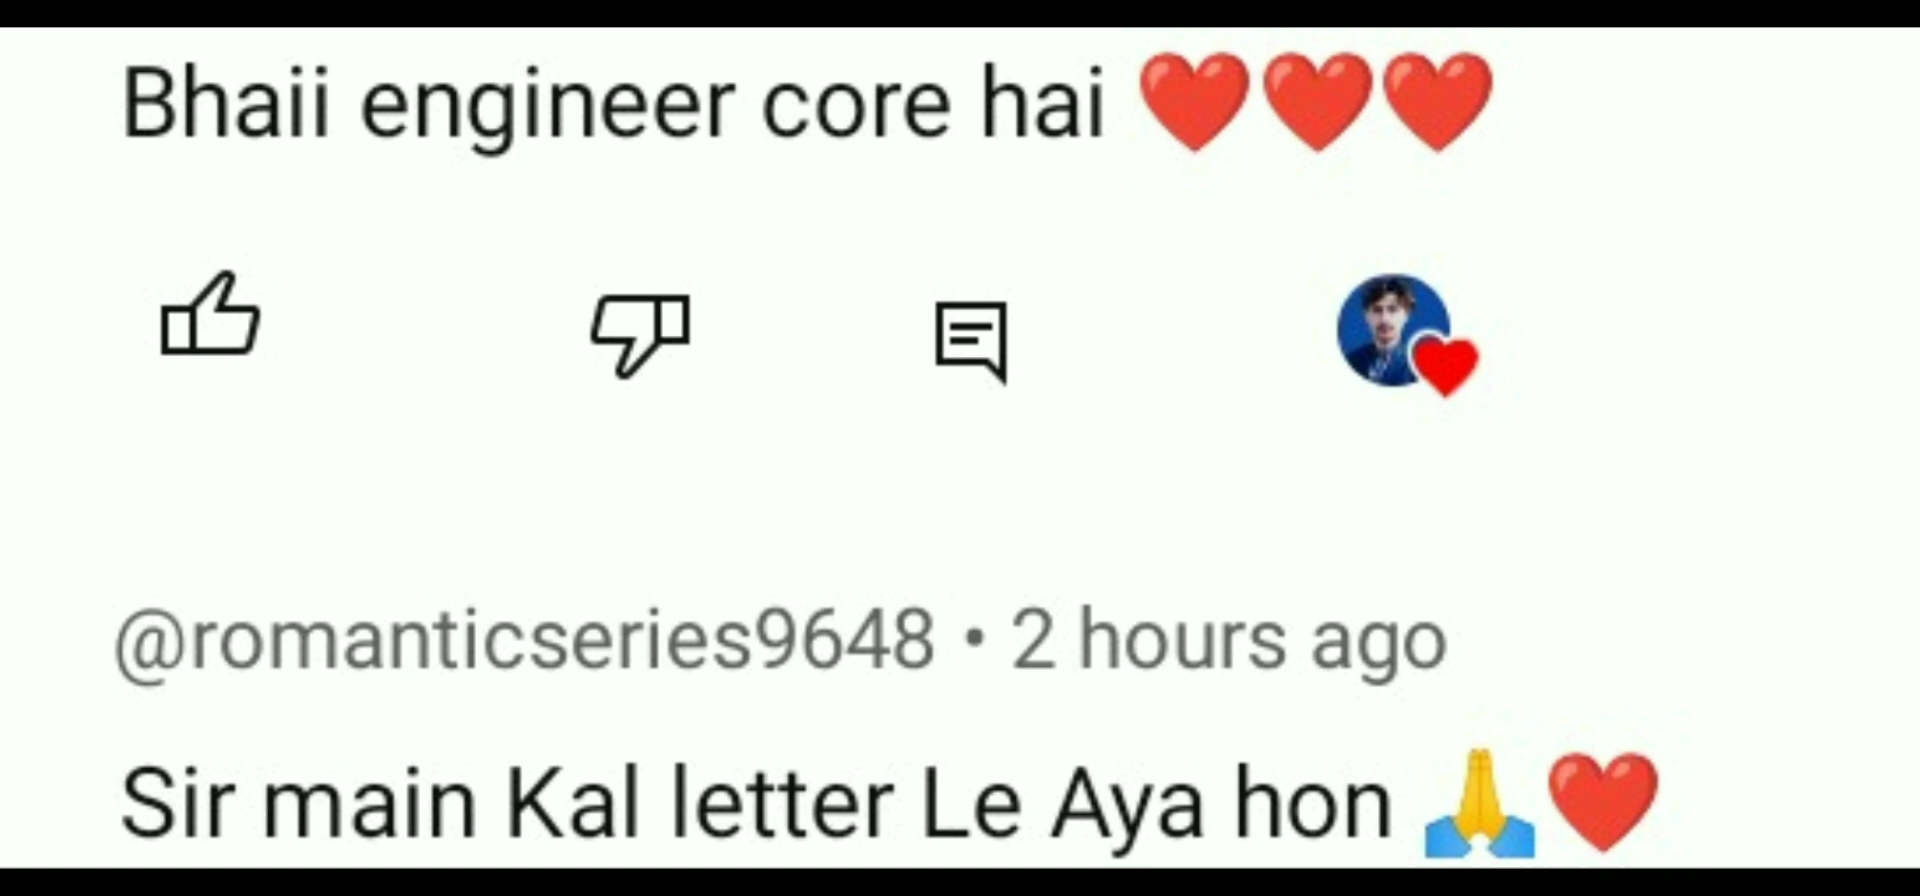 Bhaii engineer core hai ❤️❤️❤️
@romanticseries9648 • 2 hours ago
Sir main Kal letter Le Aya hon 🙏❤️